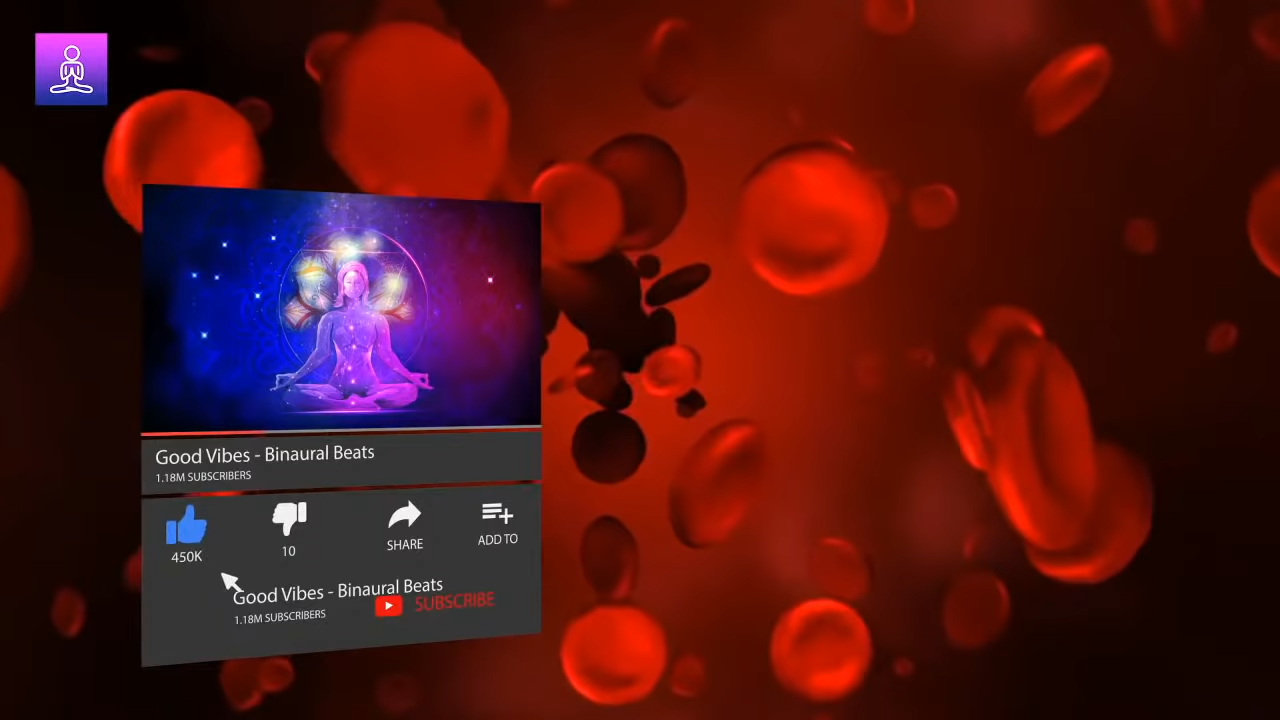 Good Vibes - Binaural Beats
1.18M SUBSCRIBERS
450K
10
SHARE
ADD TO
Good Vibes - Binaural Beats
1.18M SUBSCRIBERS
SUBSCRIBE